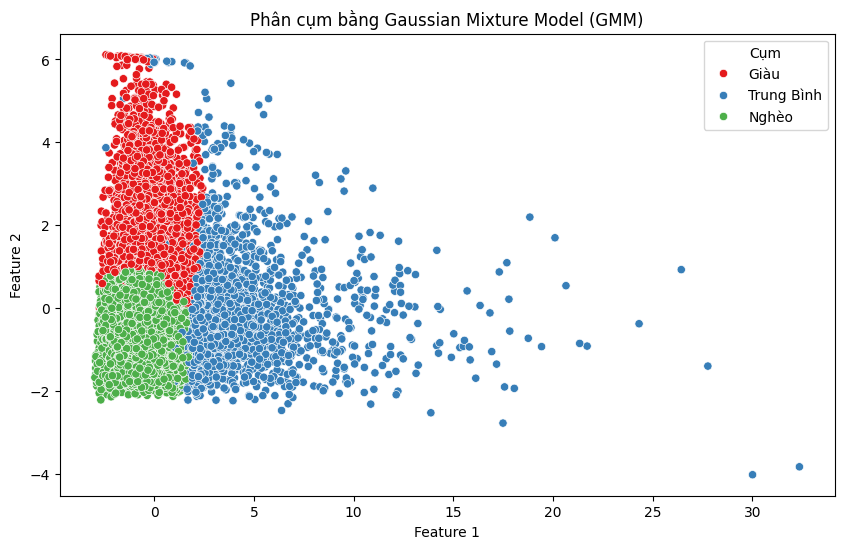 Phân cụm bằng Gaussian Mixture Model (GMM)
Cụm
Giàu
Trung Bình
Nghèo
Feature 2
6
4
2
0
−2
−4
0
5
10
15
20
25
30
Feature 1